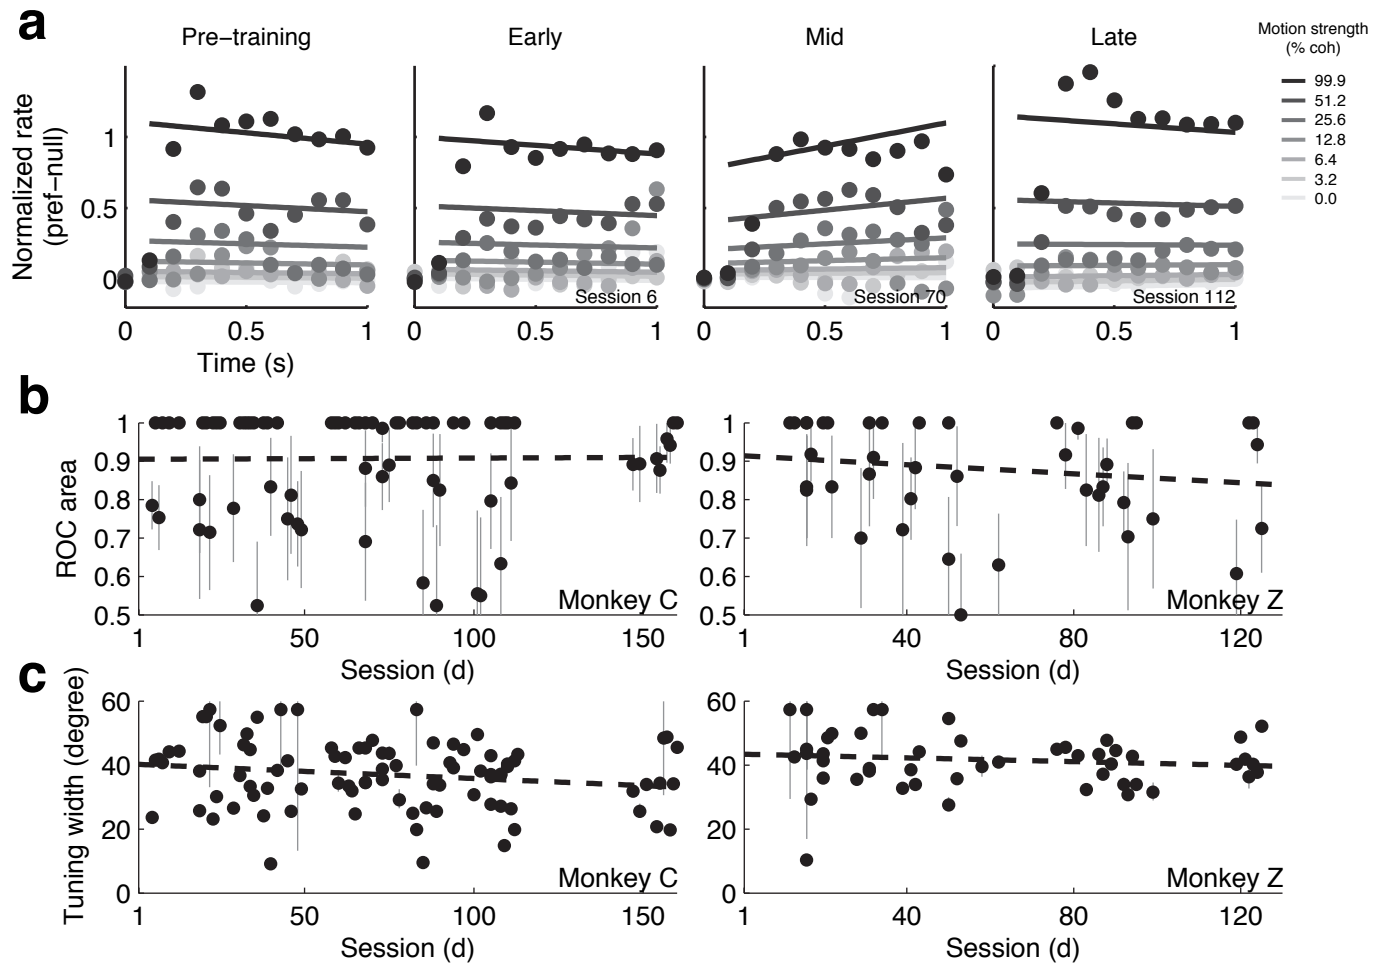 a
Pre−training
Early
Mid
Late
Motion strength
(% coh)
99.9
51.2
25.6
12.8
6.4
3.2
0.0
Normalized rate
(pref−null)
1
0.5
0
Session 6
Session 70
Session 112
0 0.5 1
0 0.5 1
0 0.5 1
0 0.5 1
Time (s)
b
ROC area
1
0.9
0.8
0.7
0.6
0.5
Monkey C
1 50 100 150
Session (d)
1
0.9
0.8
0.7
0.6
0.5
Monkey Z
1 40 80 120
Session (d)
c
Tuning width (degree)
60
40
20
0
Monkey C
1 50 100 150
Session (d)
60
40
20
0
Monkey Z
1 40 80 120
Session (d)